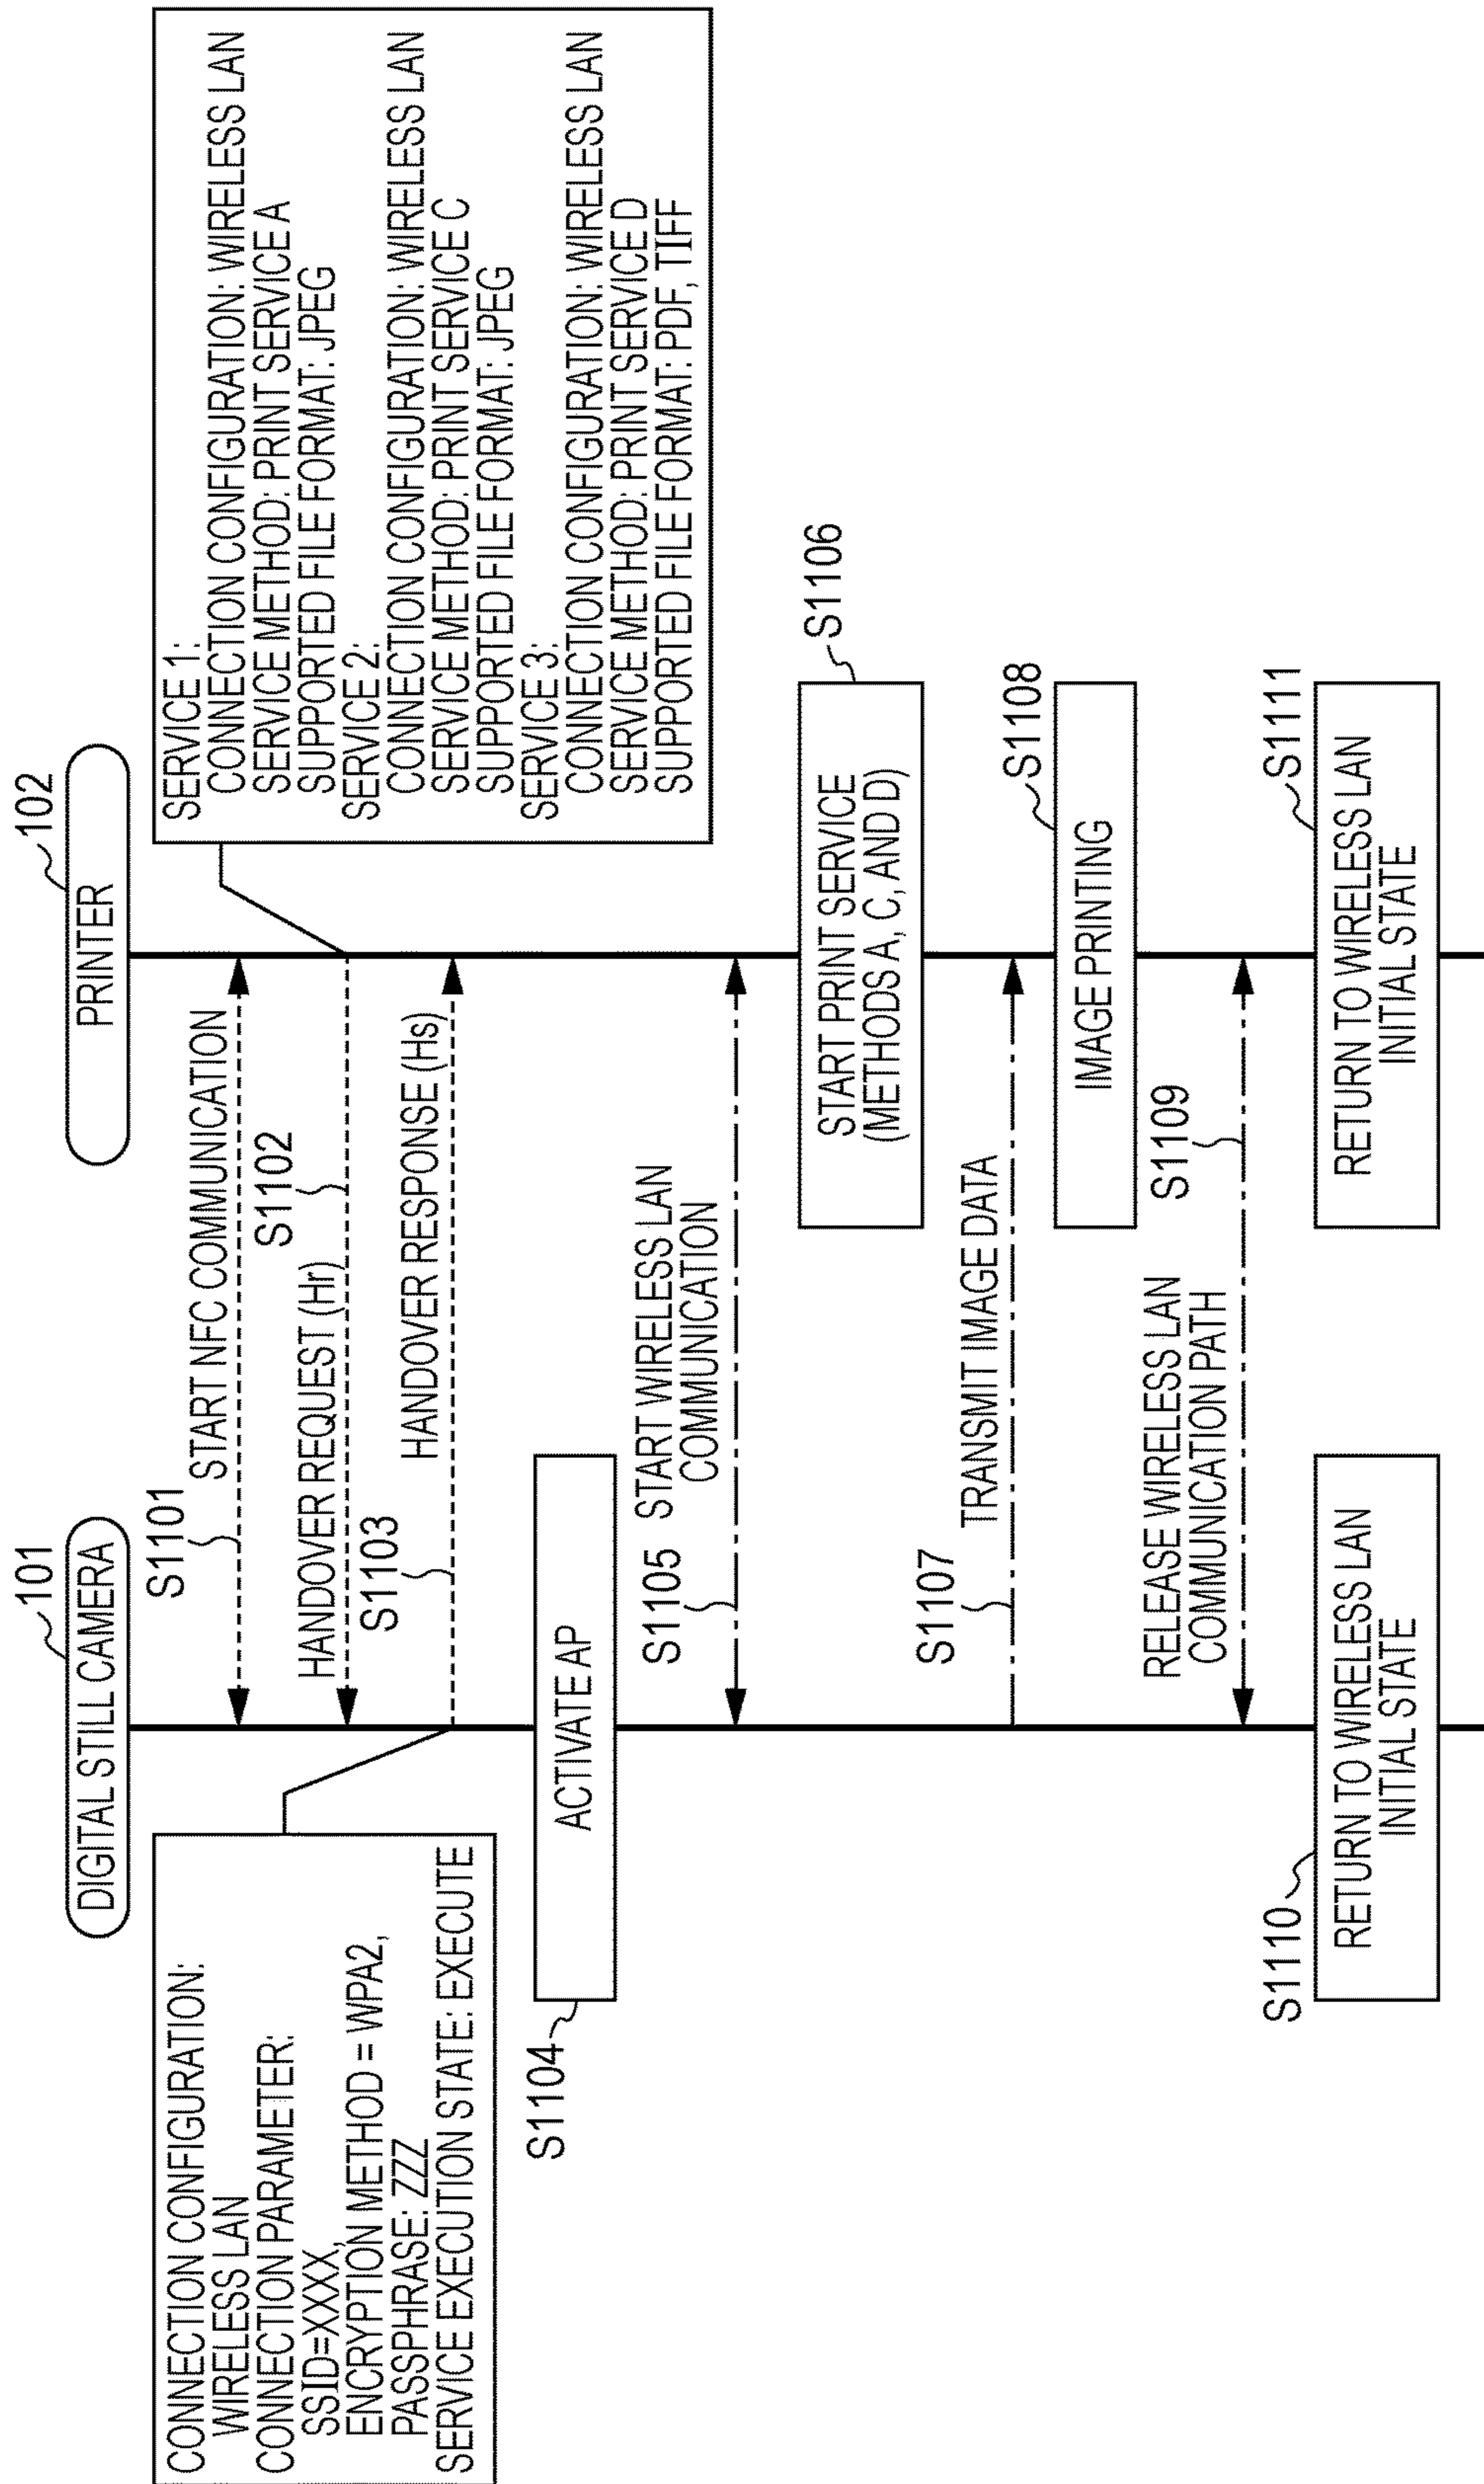 101
DIGITAL STILL CAMERA
102
PRINTER
CONNECTION CONFIGURATION:
WIRELESS LAN
CONNECTION PARAMETER:
SSID=XXXX,
ENCRYPTION METHOD = WPA2,
PASSPHRASE: ZZZ
SERVICE EXECUTION STATE: EXECUTE
SERVICE 1:
CONNECTION CONFIGURATION: WIRELESS LAN
SERVICE METHOD: PRINT SERVICE A
SUPPORTED FILE FORMAT: JPEG
SERVICE 2:
CONNECTION CONFIGURATION: WIRELESS LAN
SERVICE METHOD: PRINT SERVICE C
SUPPORTED FILE FORMAT: JPEG
SERVICE 3:
CONNECTION CONFIGURATION: WIRELESS LAN
SERVICE METHOD: PRINT SERVICE D
SUPPORTED FILE FORMAT: PDF, TIFF
S1101
START NFC COMMUNICATION
S1102
HANDOVER REQUEST (Hr)
S1103
HANDOVER RESPONSE (Hs)
S1104
ACTIVATE AP
S1105
START WIRELESS LAN
COMMUNICATION
S1106
START PRINT SERVICE
(METHODS A, C, AND D)
S1107
TRANSMIT IMAGE DATA
S1108
IMAGE PRINTING
S1109
RELEASE WIRELESS LAN
COMMUNICATION PATH
S1110
RETURN TO WIRELESS LAN
INITIAL STATE
S1111
RETURN TO WIRELESS LAN
INITIAL STATE